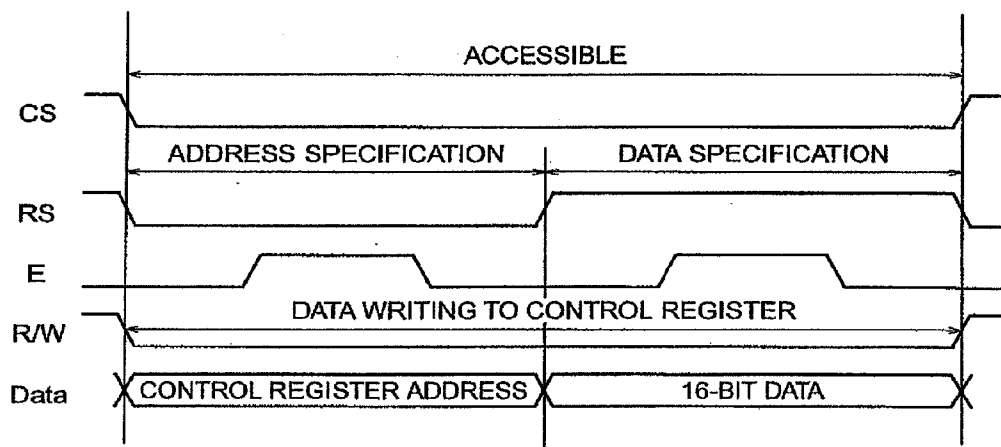 ACCESSIBLE
CS
ADDRESS SPECIFICATION DATA SPECIFICATION
RS
E
DATA WRITING TO CONTROL REGISTER
R/W
Data CONTROL REGISTER ADDRESS 16-BIT DATA